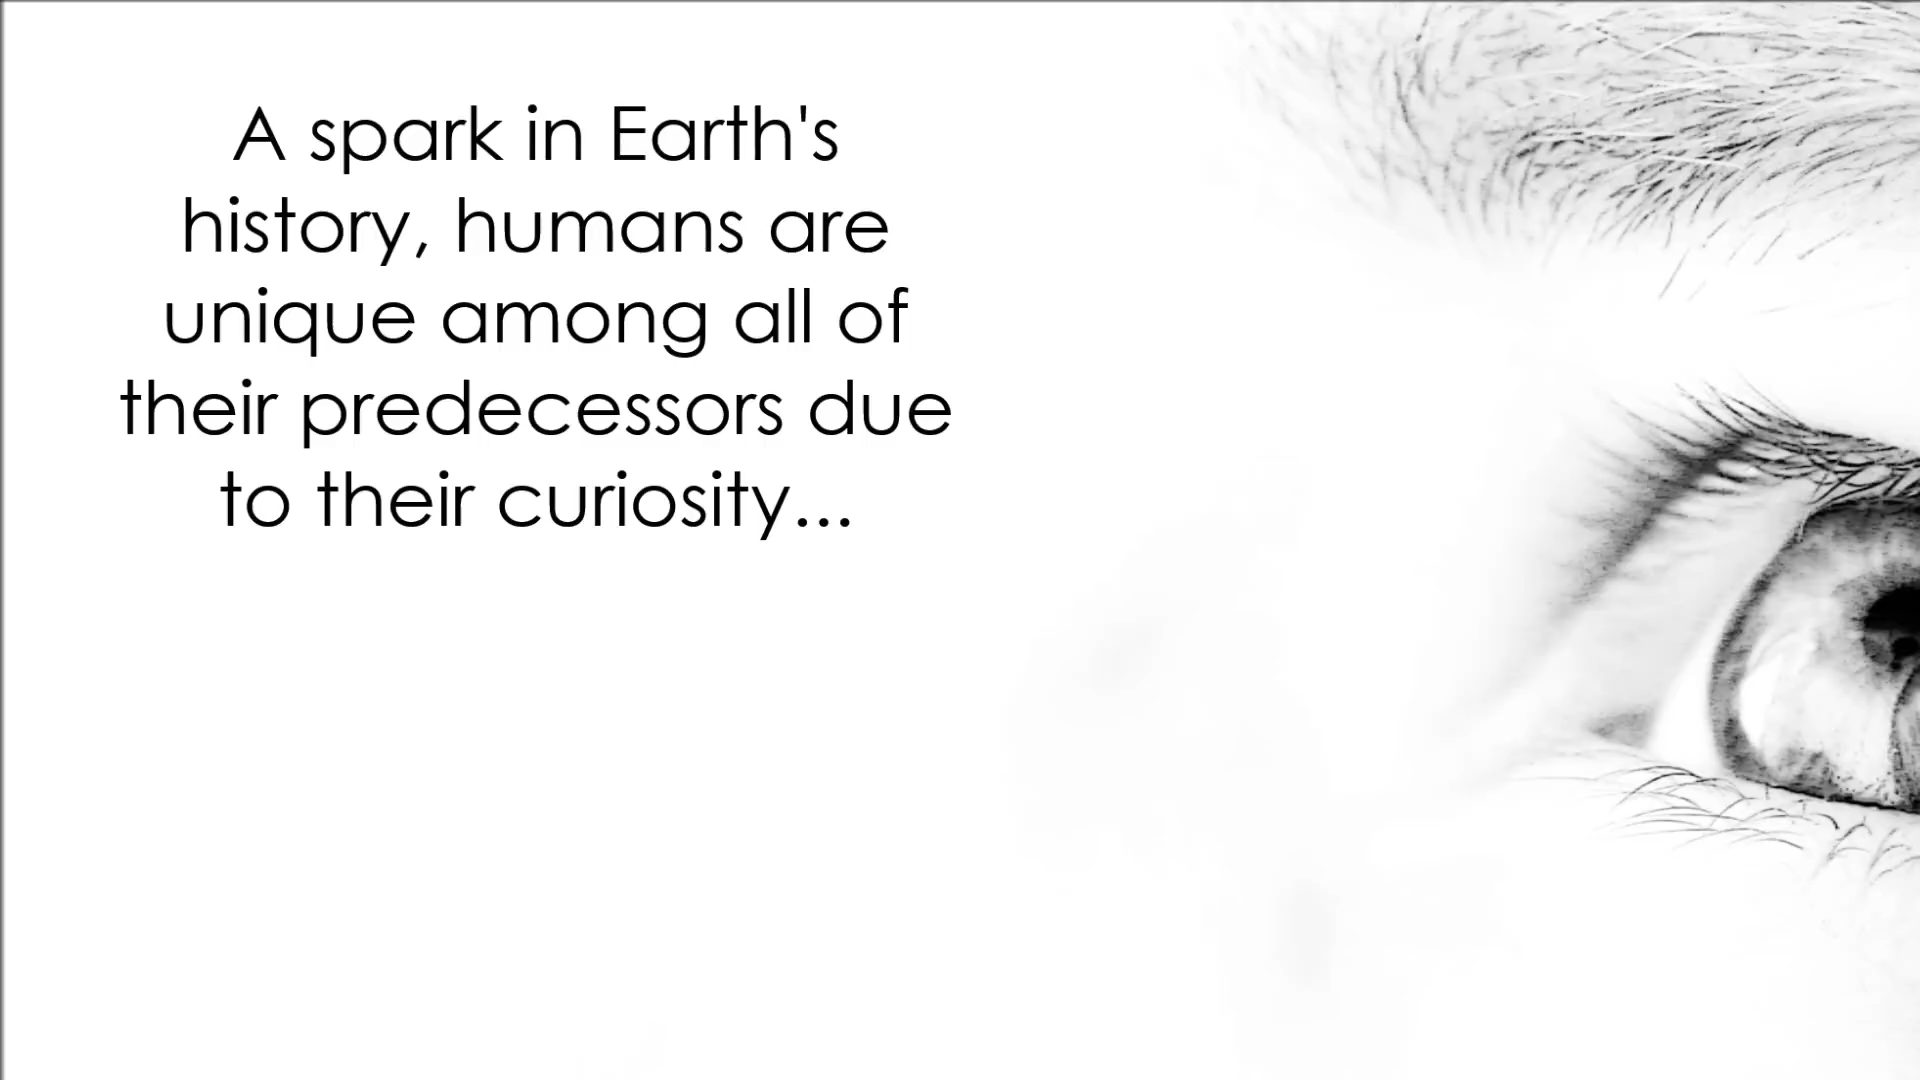 A spark in Earth's
history, humans are
unique among all of
their predecessors due
to their curiosity...